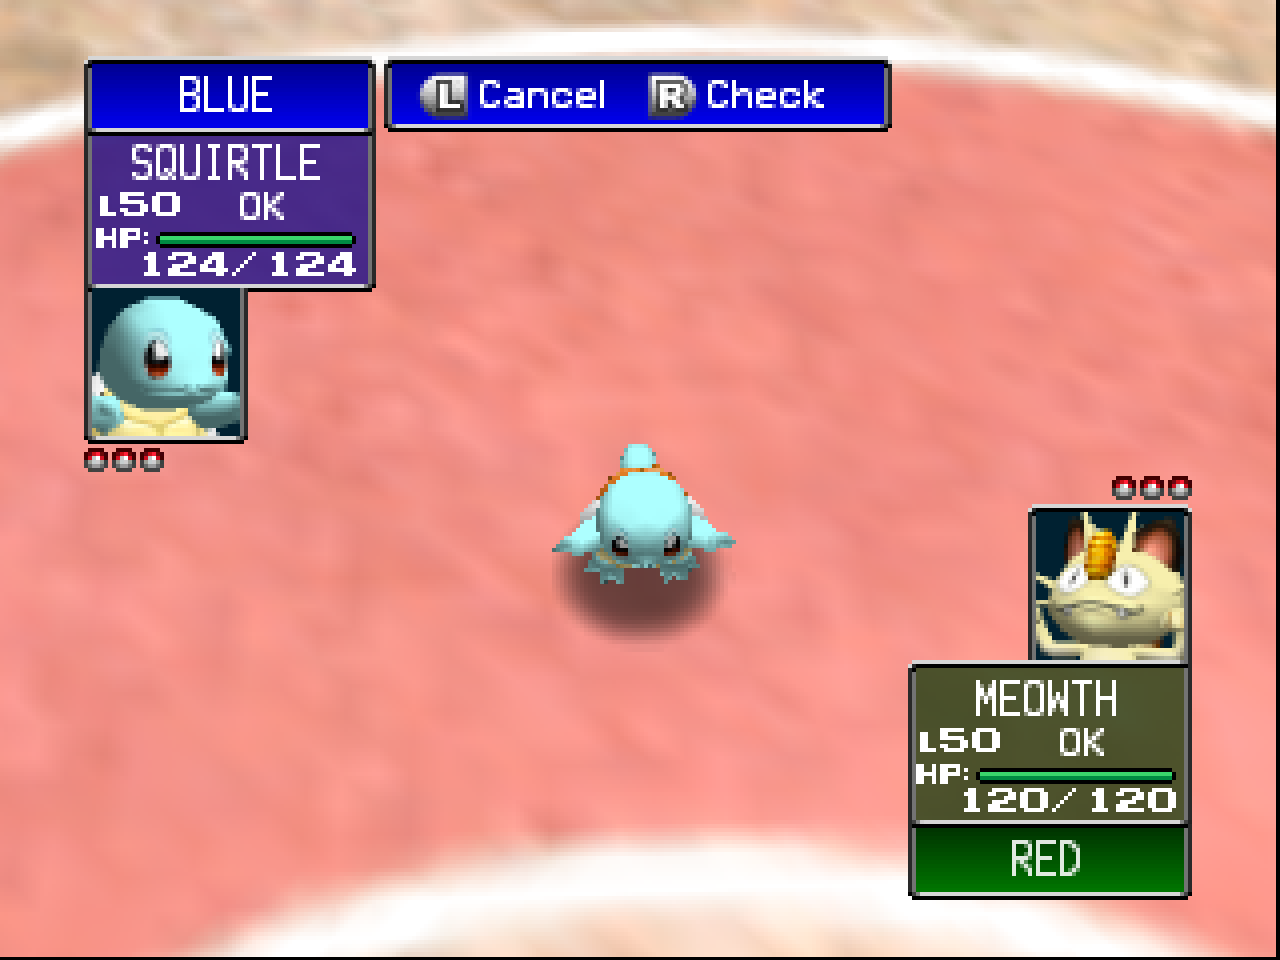 BLUE
L Cancel R Check
SQUIRTLE
L50 OK
HP:
124/124
MEOWTH
L50 OK
HP:
120/120
RED